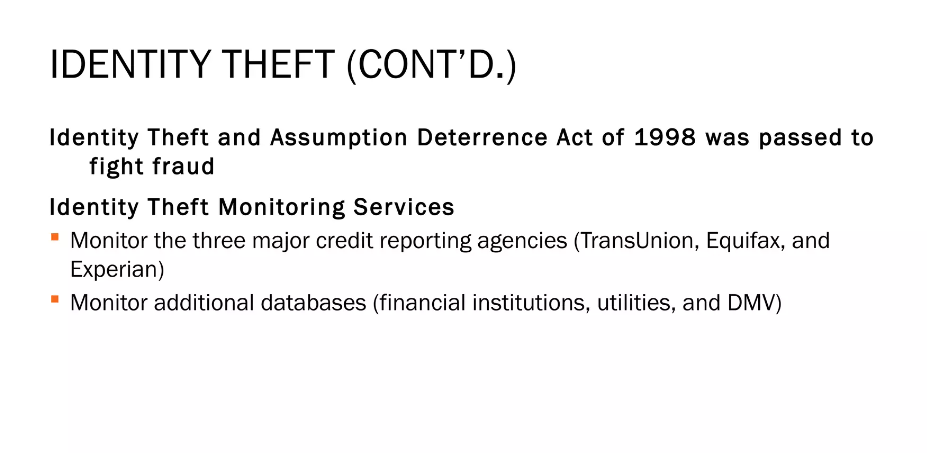 IDENTITY THEFT (CONT’D.)
Identity Theft and Assumption Deterrence Act of 1998 was passed to
fight fraud
Identity Theft Monitoring Services
▪ Monitor the three major credit reporting agencies (TransUnion, Equifax, and
Experian)
▪ Monitor additional databases (financial institutions, utilities, and DMV)